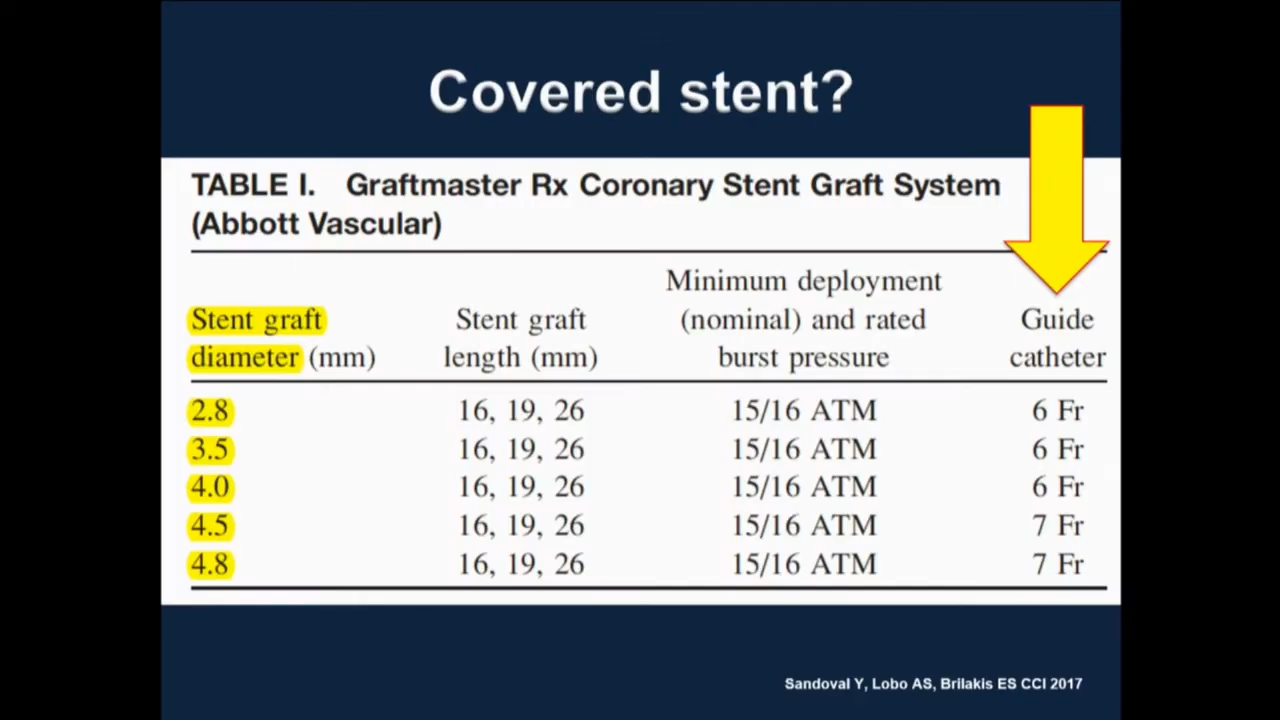 Covered stent?
TABLE I. Graftmaster Rx Coronary Stent Graft System
(Abbott Vascular)
Stent graft diameter (mm)
Stent graft length (mm)
Minimum deployment (nominal) and rated burst pressure
Guide catheter
2.8 16, 19, 26 15/16 ATM 6 Fr
3.5 16, 19, 26 15/16 ATM 6 Fr
4.0 16, 19, 26 15/16 ATM 6 Fr
4.5 16, 19, 26 15/16 ATM 7 Fr
4.8 16, 19, 26 15/16 ATM 7 Fr
Sandoval Y, Lobo AS, Brilakis ES CCI 2017